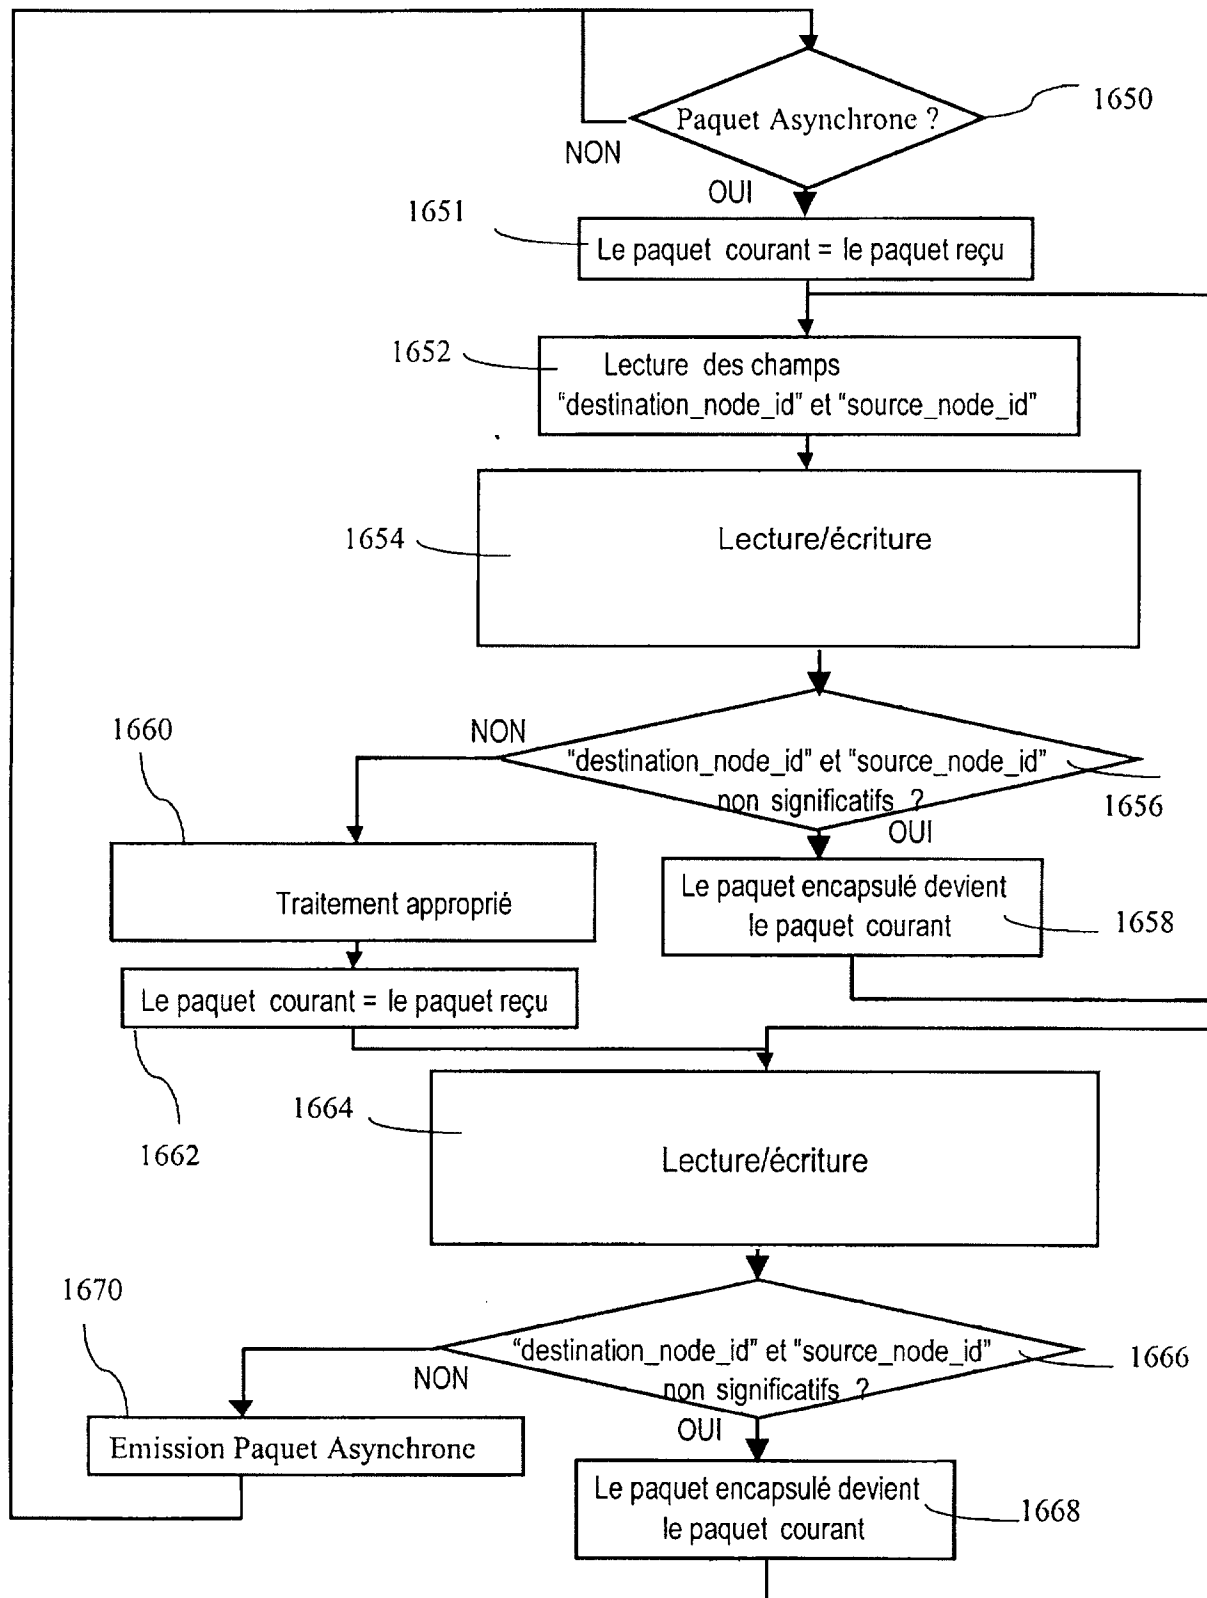 Paquet Asynchrone ?
1650
NON
OUI
1651
Le paquet courant = le paquet reçu
1652
Lecture des champs
“destination_node_id” et “source_node_id”
1654
Lecture/écriture
1660
NON
“destination_node_id” et “source_node_id”
non significatifs ?
1656
OUI
Traitement approprié
Le paquet encapsulé devient
le paquet courant
1658
Le paquet courant = le paquet reçu
1662
1664
Lecture/écriture
1670
“destination_node_id” et “source_node_id”
non significatifs ?
1666
NON
OUI
Emission Paquet Asynchrone
Le paquet encapsulé devient
le paquet courant
1668